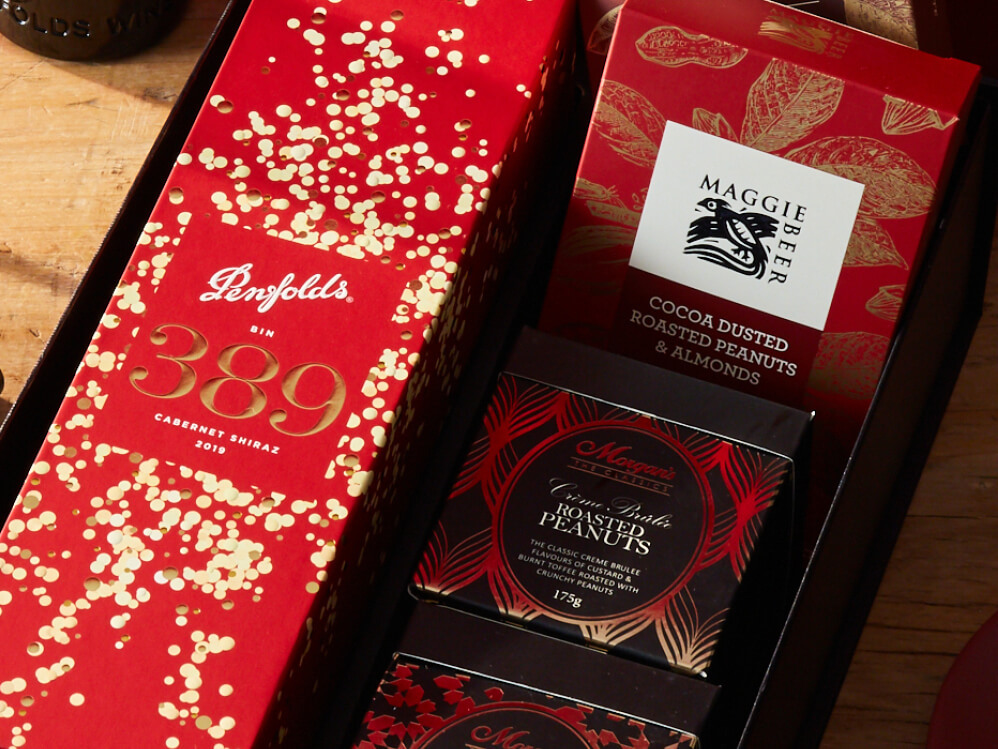 Penfolds®
BIN
389
CABERNET SHIRAZ
2019
MAGGIE
BEER
COCOA DUSTED
ROASTED PEANUTS
& ALMONDS
Morgan's
THE CLASSICS
Crème Brûlée
ROASTED
PEANUTS
THE CLASSIC CREME BRULEE
FLAVOURS OF CUSTARD &
BURNT TOFFEE ROASTED WITH
CRUNCHY PEANUTS
175g